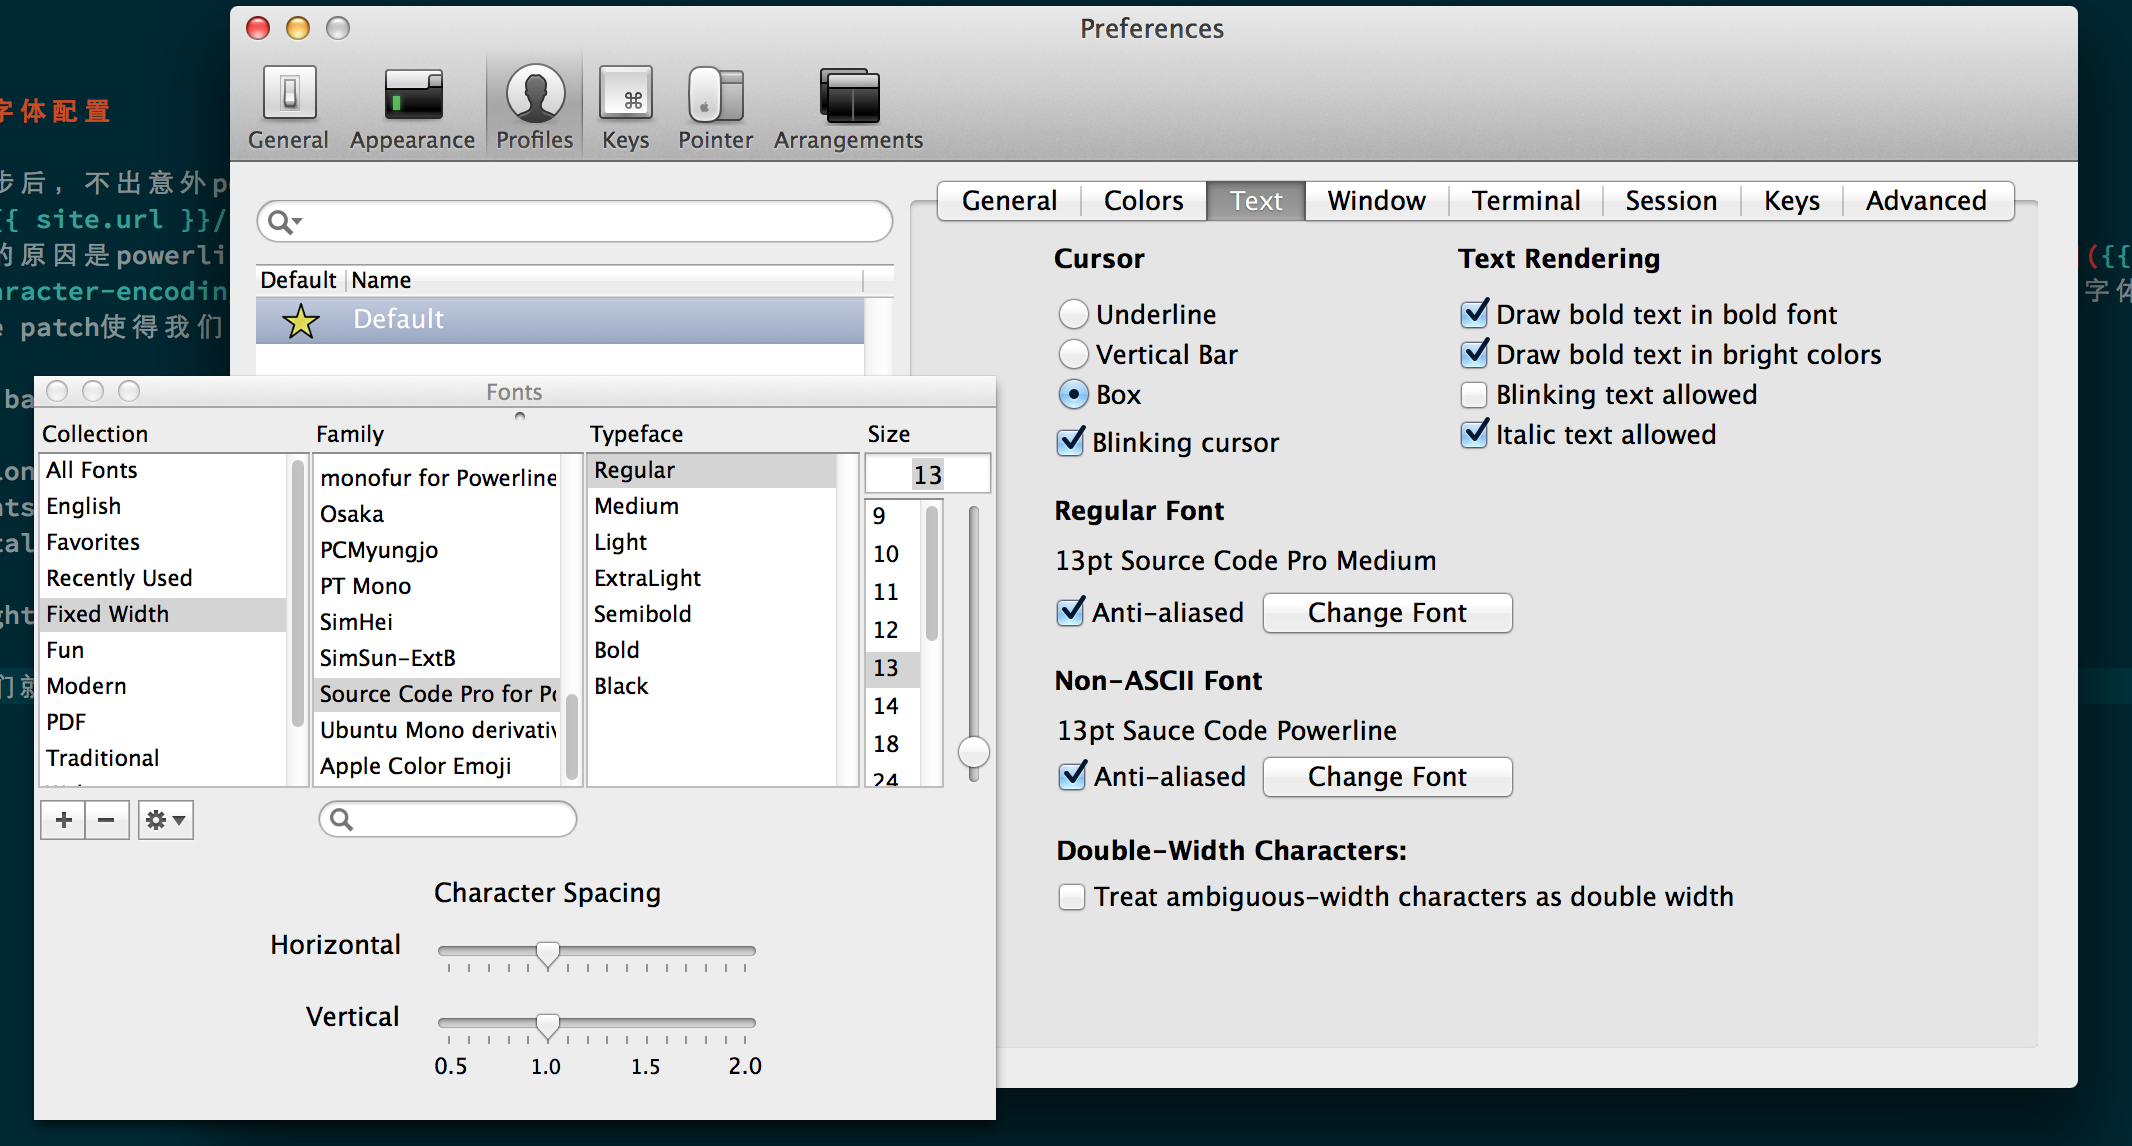 Preferences
General
Appearance
Profiles
Keys
Pointer
Arrangements
字体配置
步后，不出意外
{{ site.url }}/
的原因是powerli
aracter-encodin
patch使得我们
ba
General
Colors
Text
Window
Terminal
Session
Keys
Advanced
Default
Name
Default
Cursor
Underline
Vertical Bar
Box
Blinking cursor
Text Rendering
Draw bold text in bold font
Draw bold text in bright colors
Blinking text allowed
Italic text allowed
Regular Font
13pt Source Code Pro Medium
Anti-aliased
Change Font
Non-ASCII Font
13pt Sauce Code Powerline
Anti-aliased
Change Font
Double-Width Characters:
Treat ambiguous-width characters as double width
({{
字体
Fonts
Collection
All Fonts
English
Favorites
Recently Used
Fixed Width
Fun
Modern
PDF
Traditional
Family
monofur for Powerline
Osaka
PCMyungjo
PT Mono
SimHei
SimSun-ExtB
Source Code Pro for Po
Ubuntu Mono derivativ
Apple Color Emoji
Typeface
Regular
Medium
Light
ExtraLight
Semibold
Bold
Black
Size
13
9
10
11
12
13
14
18
24
Character Spacing
Horizontal
Vertical
0.5
1.0
1.5
2.0